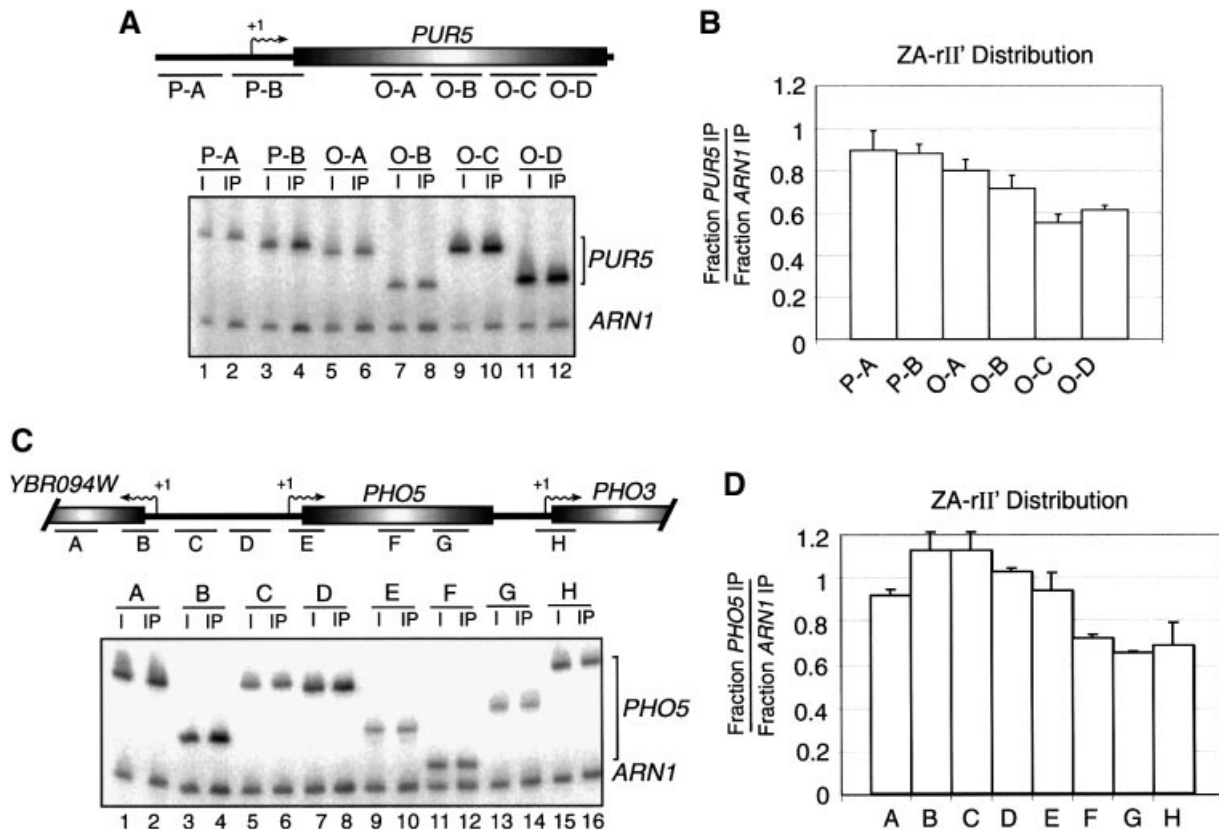 A
+1
PUR5
P-A P-B O-A O-B O-C O-D
P-A P-B O-A O-B O-C O-D
I IP I IP I IP I IP I IP I IP
PUR5
ARN1
1 2 3 4 5 6 7 8 9 10 11 12
B
ZA-rII' Distribution
Fraction PUR5 IP
Fraction ARN1 IP
1.2
1
0.8
0.6
0.4
0.2
0
P-A P-B O-A O-B O-C O-D
C
YBR094W +1 +1 PHO5 +1 PHO3
A B C D E F G H
A B C D E F G H
I IP I IP I IP I IP I IP I IP I IP I IP
PHO5
ARN1
1 2 3 4 5 6 7 8 9 10 11 12 13 14 15 16
D
ZA-rII' Distribution
Fraction PHO5 IP
Fraction ARN1 IP
1.2
1
0.8
0.6
0.4
0.2
0
A B C D E F G H